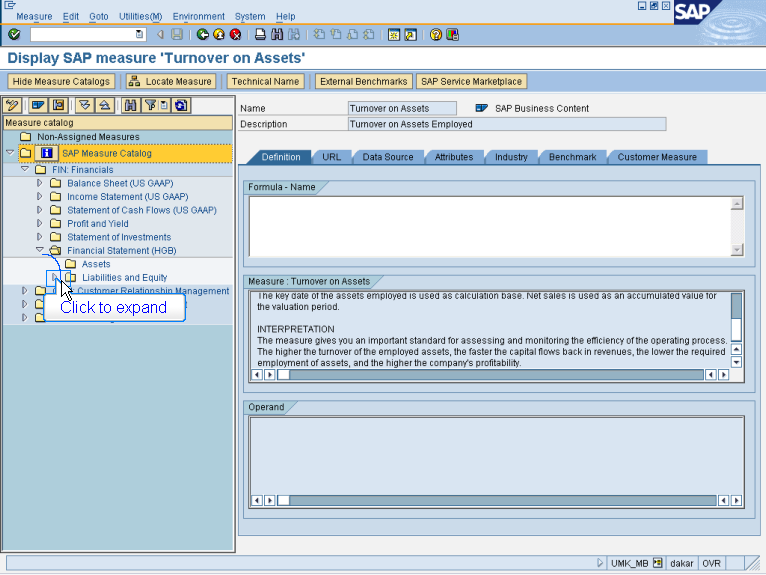 Measure Edit Goto Utilities(M) Environment System Help
SAP
Display SAP measure 'Turnover on Assets'
Hide Measure Catalogs Locate Measure Technical Name External Benchmarks SAP Service Marketplace
Measure catalog
Non-Assigned Measures
SAP Measure Catalog
FIN: Financials
Balance Sheet (US GAAP)
Income Statement (US GAAP)
Statement of Cash Flows (US GAAP)
Profit and Yield
Statement of Investments
Financial Statement (HGB)
Assets
Liabilities and Equity
Customer Relationship Management
Click to expand
Name Turnover on Assets SAP Business Content
Description Turnover on Assets Employed
Definition URL Data Source Attributes Industry Benchmark Customer Measure
Formula - Name
Measure : Turnover on Assets
The key date of the assets employed is used as calculation base. Net sales is used as an accumulated value for
the valuation period.
INTERPRETATION
The measure gives you an important standard for assessing and monitoring the efficiency of the operating process.
The higher the turnover of the employed assets, the faster the capital flows back in revenues, the lower the required
employment of assets, and the higher the company's profitability.
Operand
UMK_MB dakar OVR